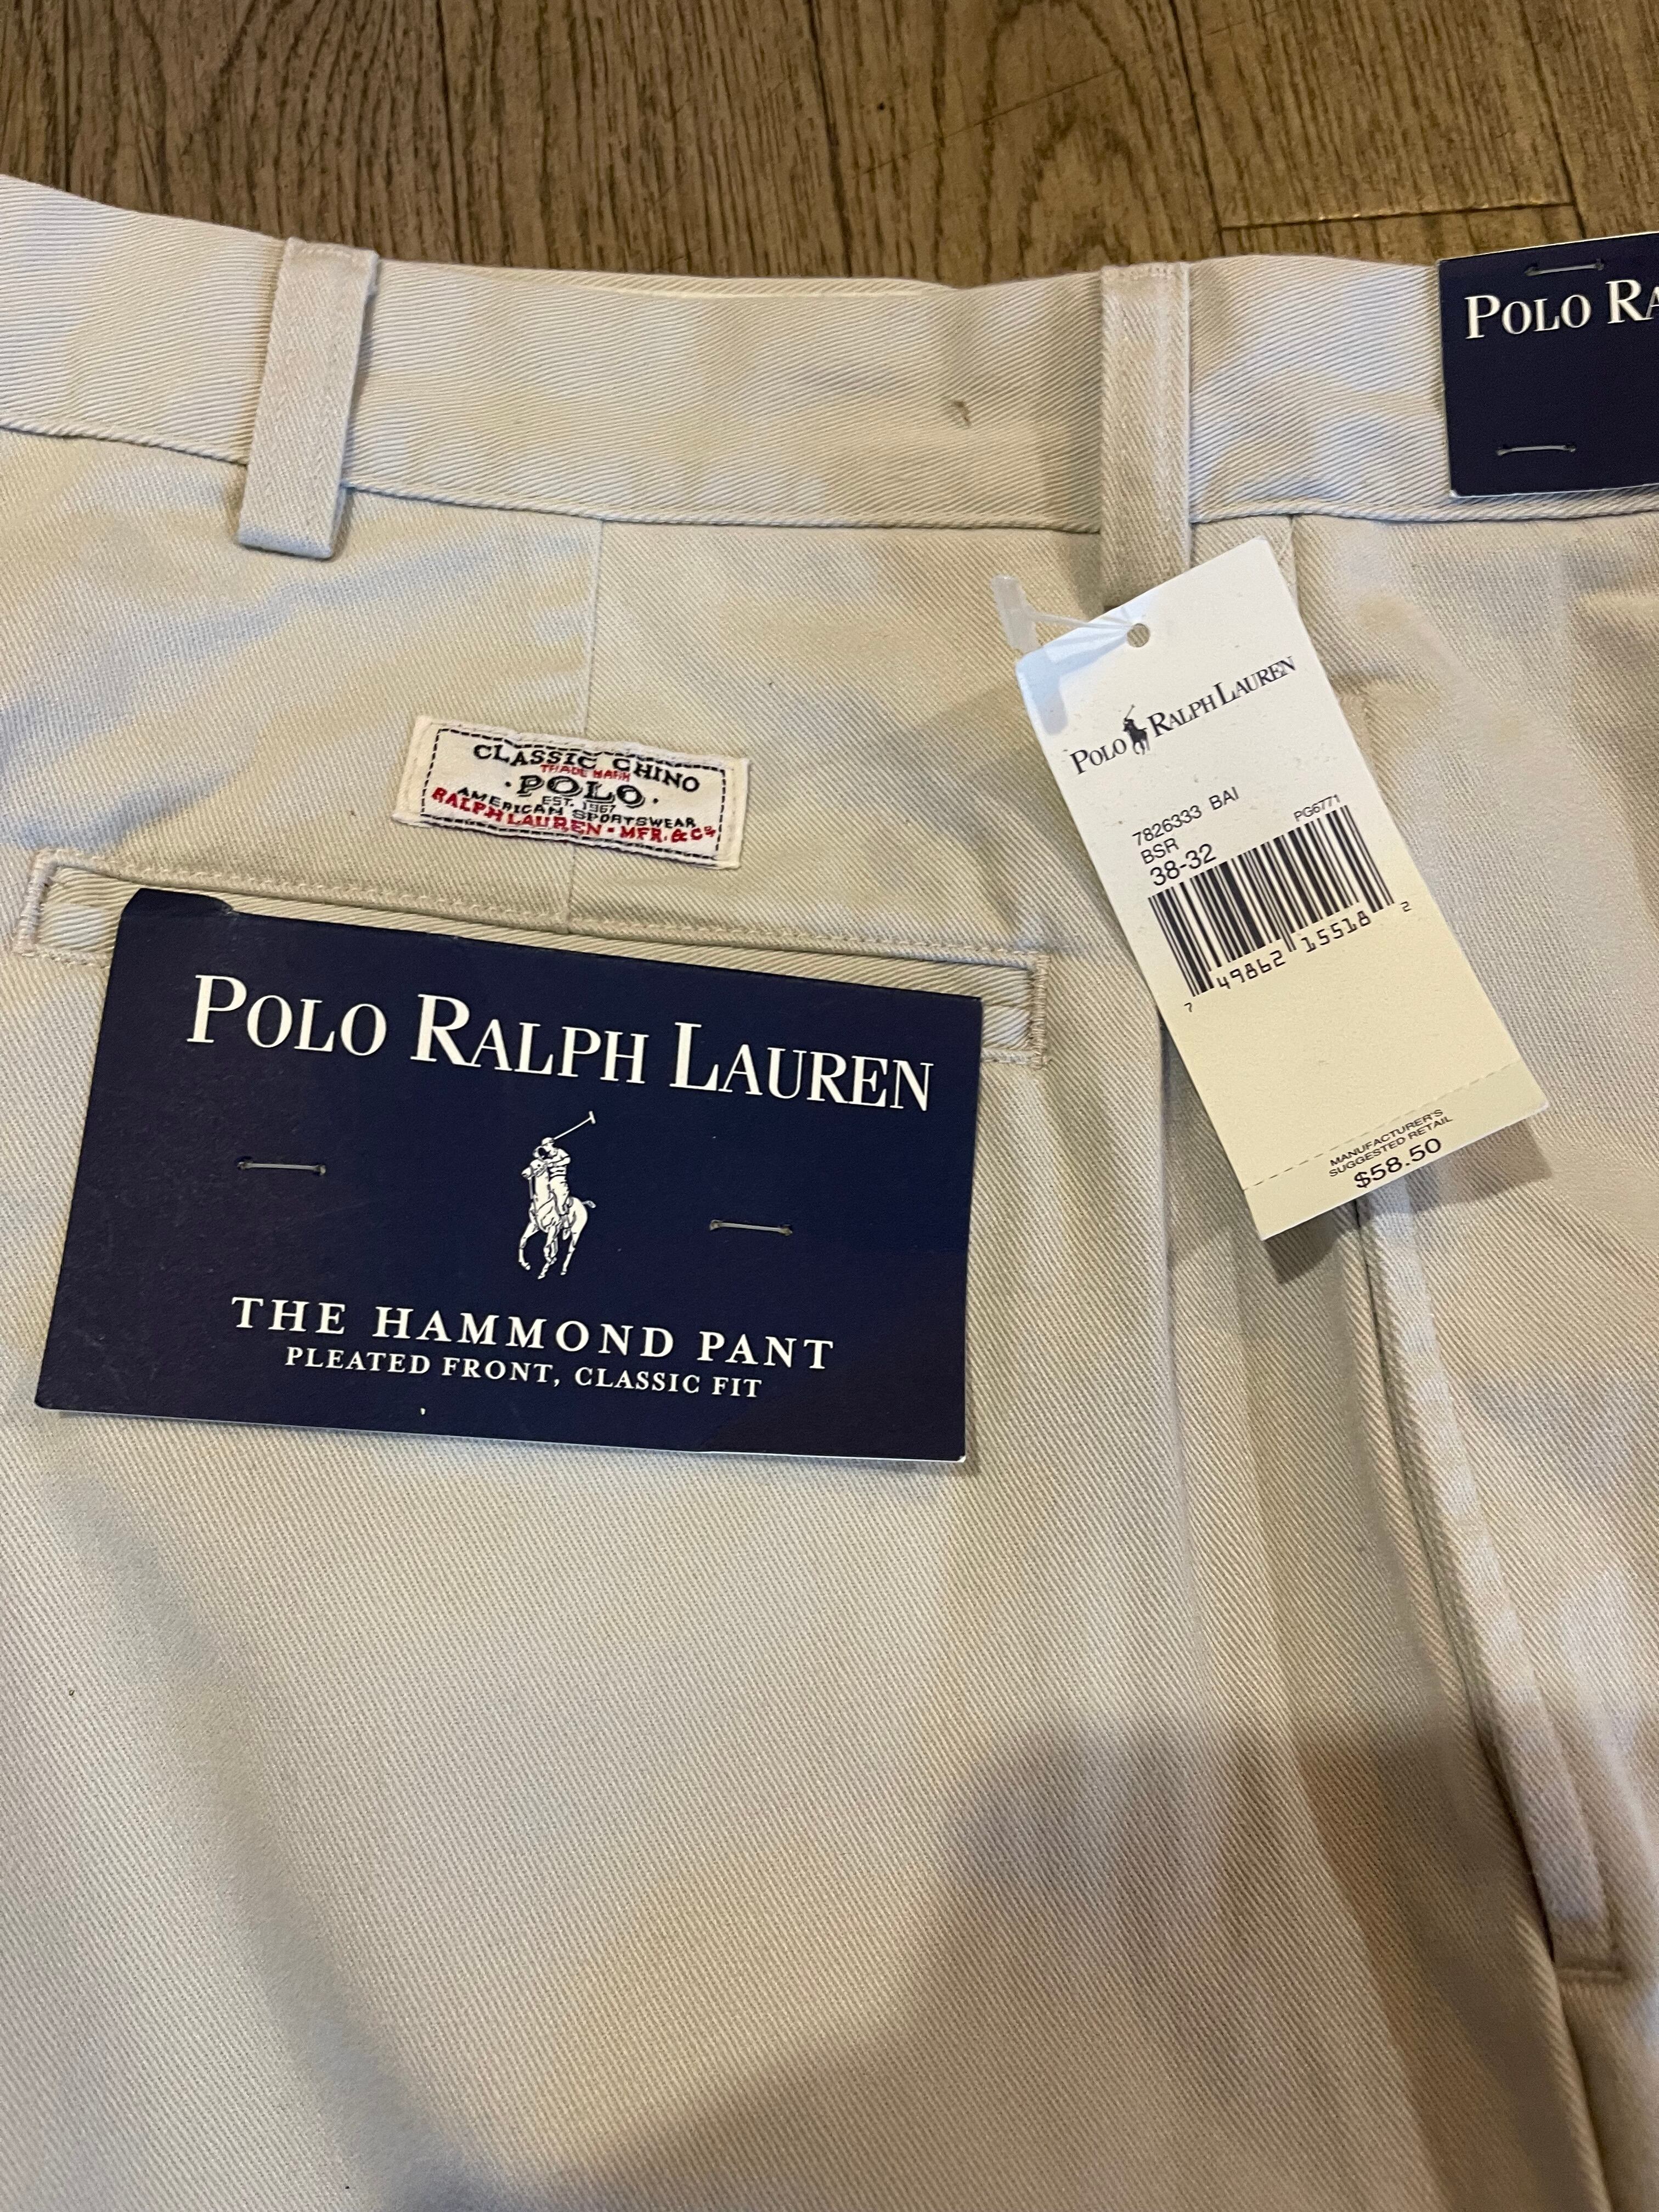 POLO RA
POLO RALPH LAUREN
7826333 BAI
PG6771
BSR
38-32
7 49862 15518 2
MANUFACTURER'S
SUGGESTED RETAIL
$58.50
CLASSIC CHINO
TRADE MARK
·POLO·
EST. 1967
AMERICAN SPORTSWEAR
RALPH LAUREN · MFR. & Co
POLO RALPH LAUREN
THE HAMMOND PANT
PLEATED FRONT, CLASSIC FIT